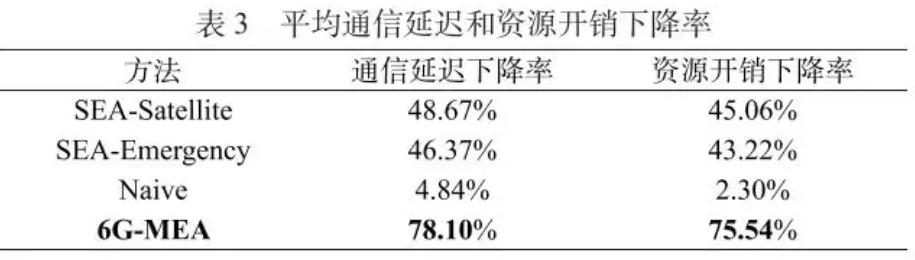 表 3 平均通信延迟和资源开销下降率
方法 通信延迟下降率 资源开销下降率
SEA-Satellite 48.67% 45.06%
SEA-Emergency 46.37% 43.22%
Naive 4.84% 2.30%
6G-MEA 78.10% 75.54%